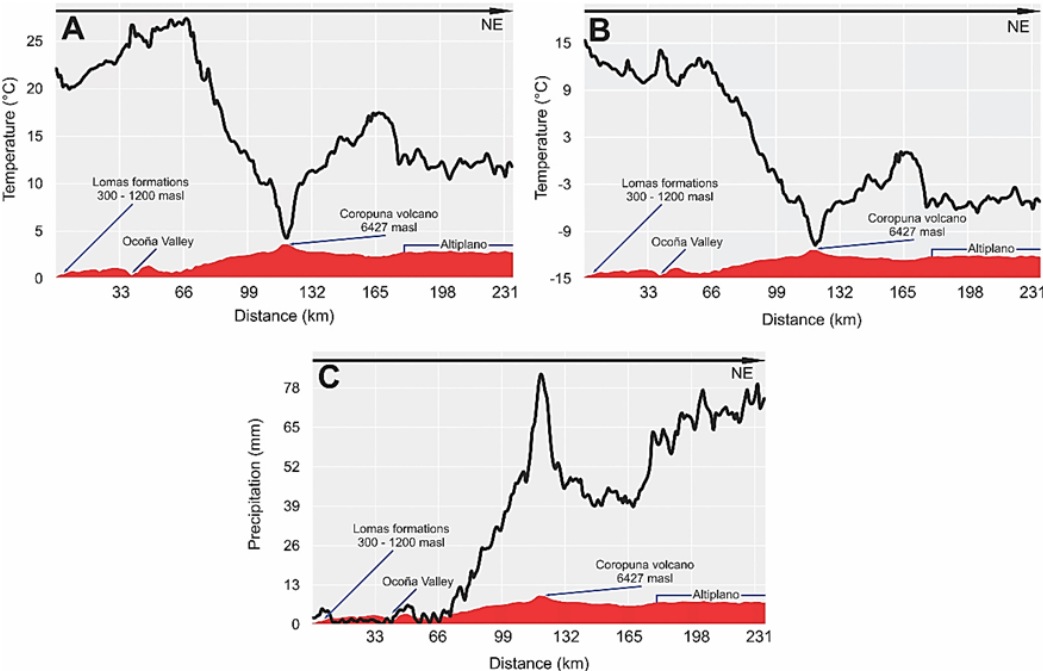 A
NE
Temperature (°C)
25
20
15
10
5
0
Lomas formations
300 - 1200 masl
Ocoña Valley
Coropuna volcano
6427 masl
Altiplano
33 66 99 132 165 198 231
Distance (km)
B
NE
Temperature (°C)
15
9
3
-3
-9
-15
Lomas formations
300 - 1200 masl
Ocoña Valley
Coropuna volcano
6427 masl
Altiplano
33 66 99 132 165 198 231
Distance (km)
C
NE
Precipitation (mm)
78
65
52
39
26
13
0
Lomas formations
300 - 1200 masl
Ocoña Valley
Coropuna volcano
6427 masl
Altiplano
33 66 99 132 165 198 231
Distance (km)